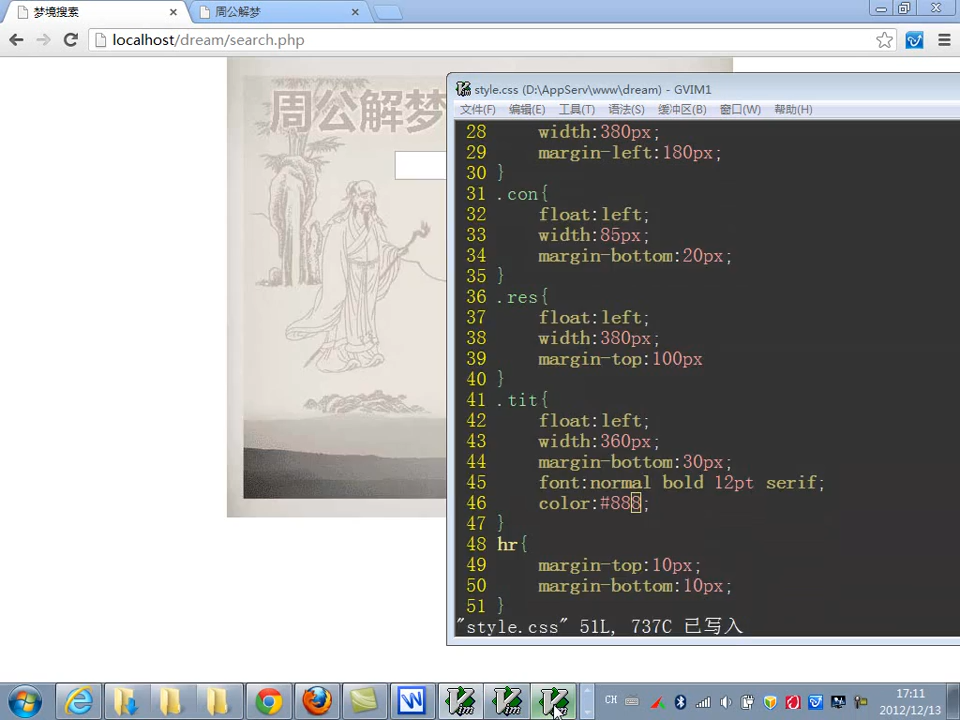 梦境搜索
周公解梦
localhost/dream/search.php
周公解梦
style.css (D:\AppServ\www\dream) - GVIM1
文件(F) 编辑(E) 工具(T) 语法(S) 缓冲区(B) 窗口(W) 帮助(H)
28 width:380px;
29 margin-left:180px;
30 }
31 .con{
32 float:left;
33 width:85px;
34 margin-bottom:20px;
35 }
36 .res{
37 float:left;
38 width:380px;
39 margin-top:100px
40 }
41 .tit{
42 float:left;
43 width:360px;
44 margin-bottom:30px;
45 font:normal bold 12pt serif;
46 color:#888;
47 }
48 hr{
49 margin-top:10px;
50 margin-bottom:10px;
51 }
"style.css" 51L, 737C 已写入
CH
17:11
2012/12/13